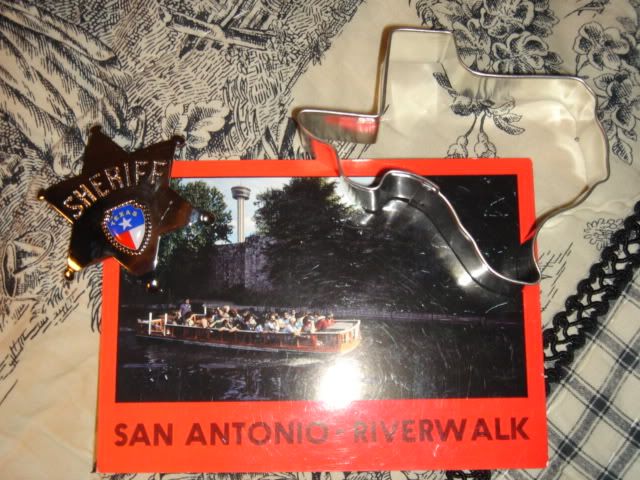 SHERIFF
TEXAS
SAN ANTONIO - RIVERWALK